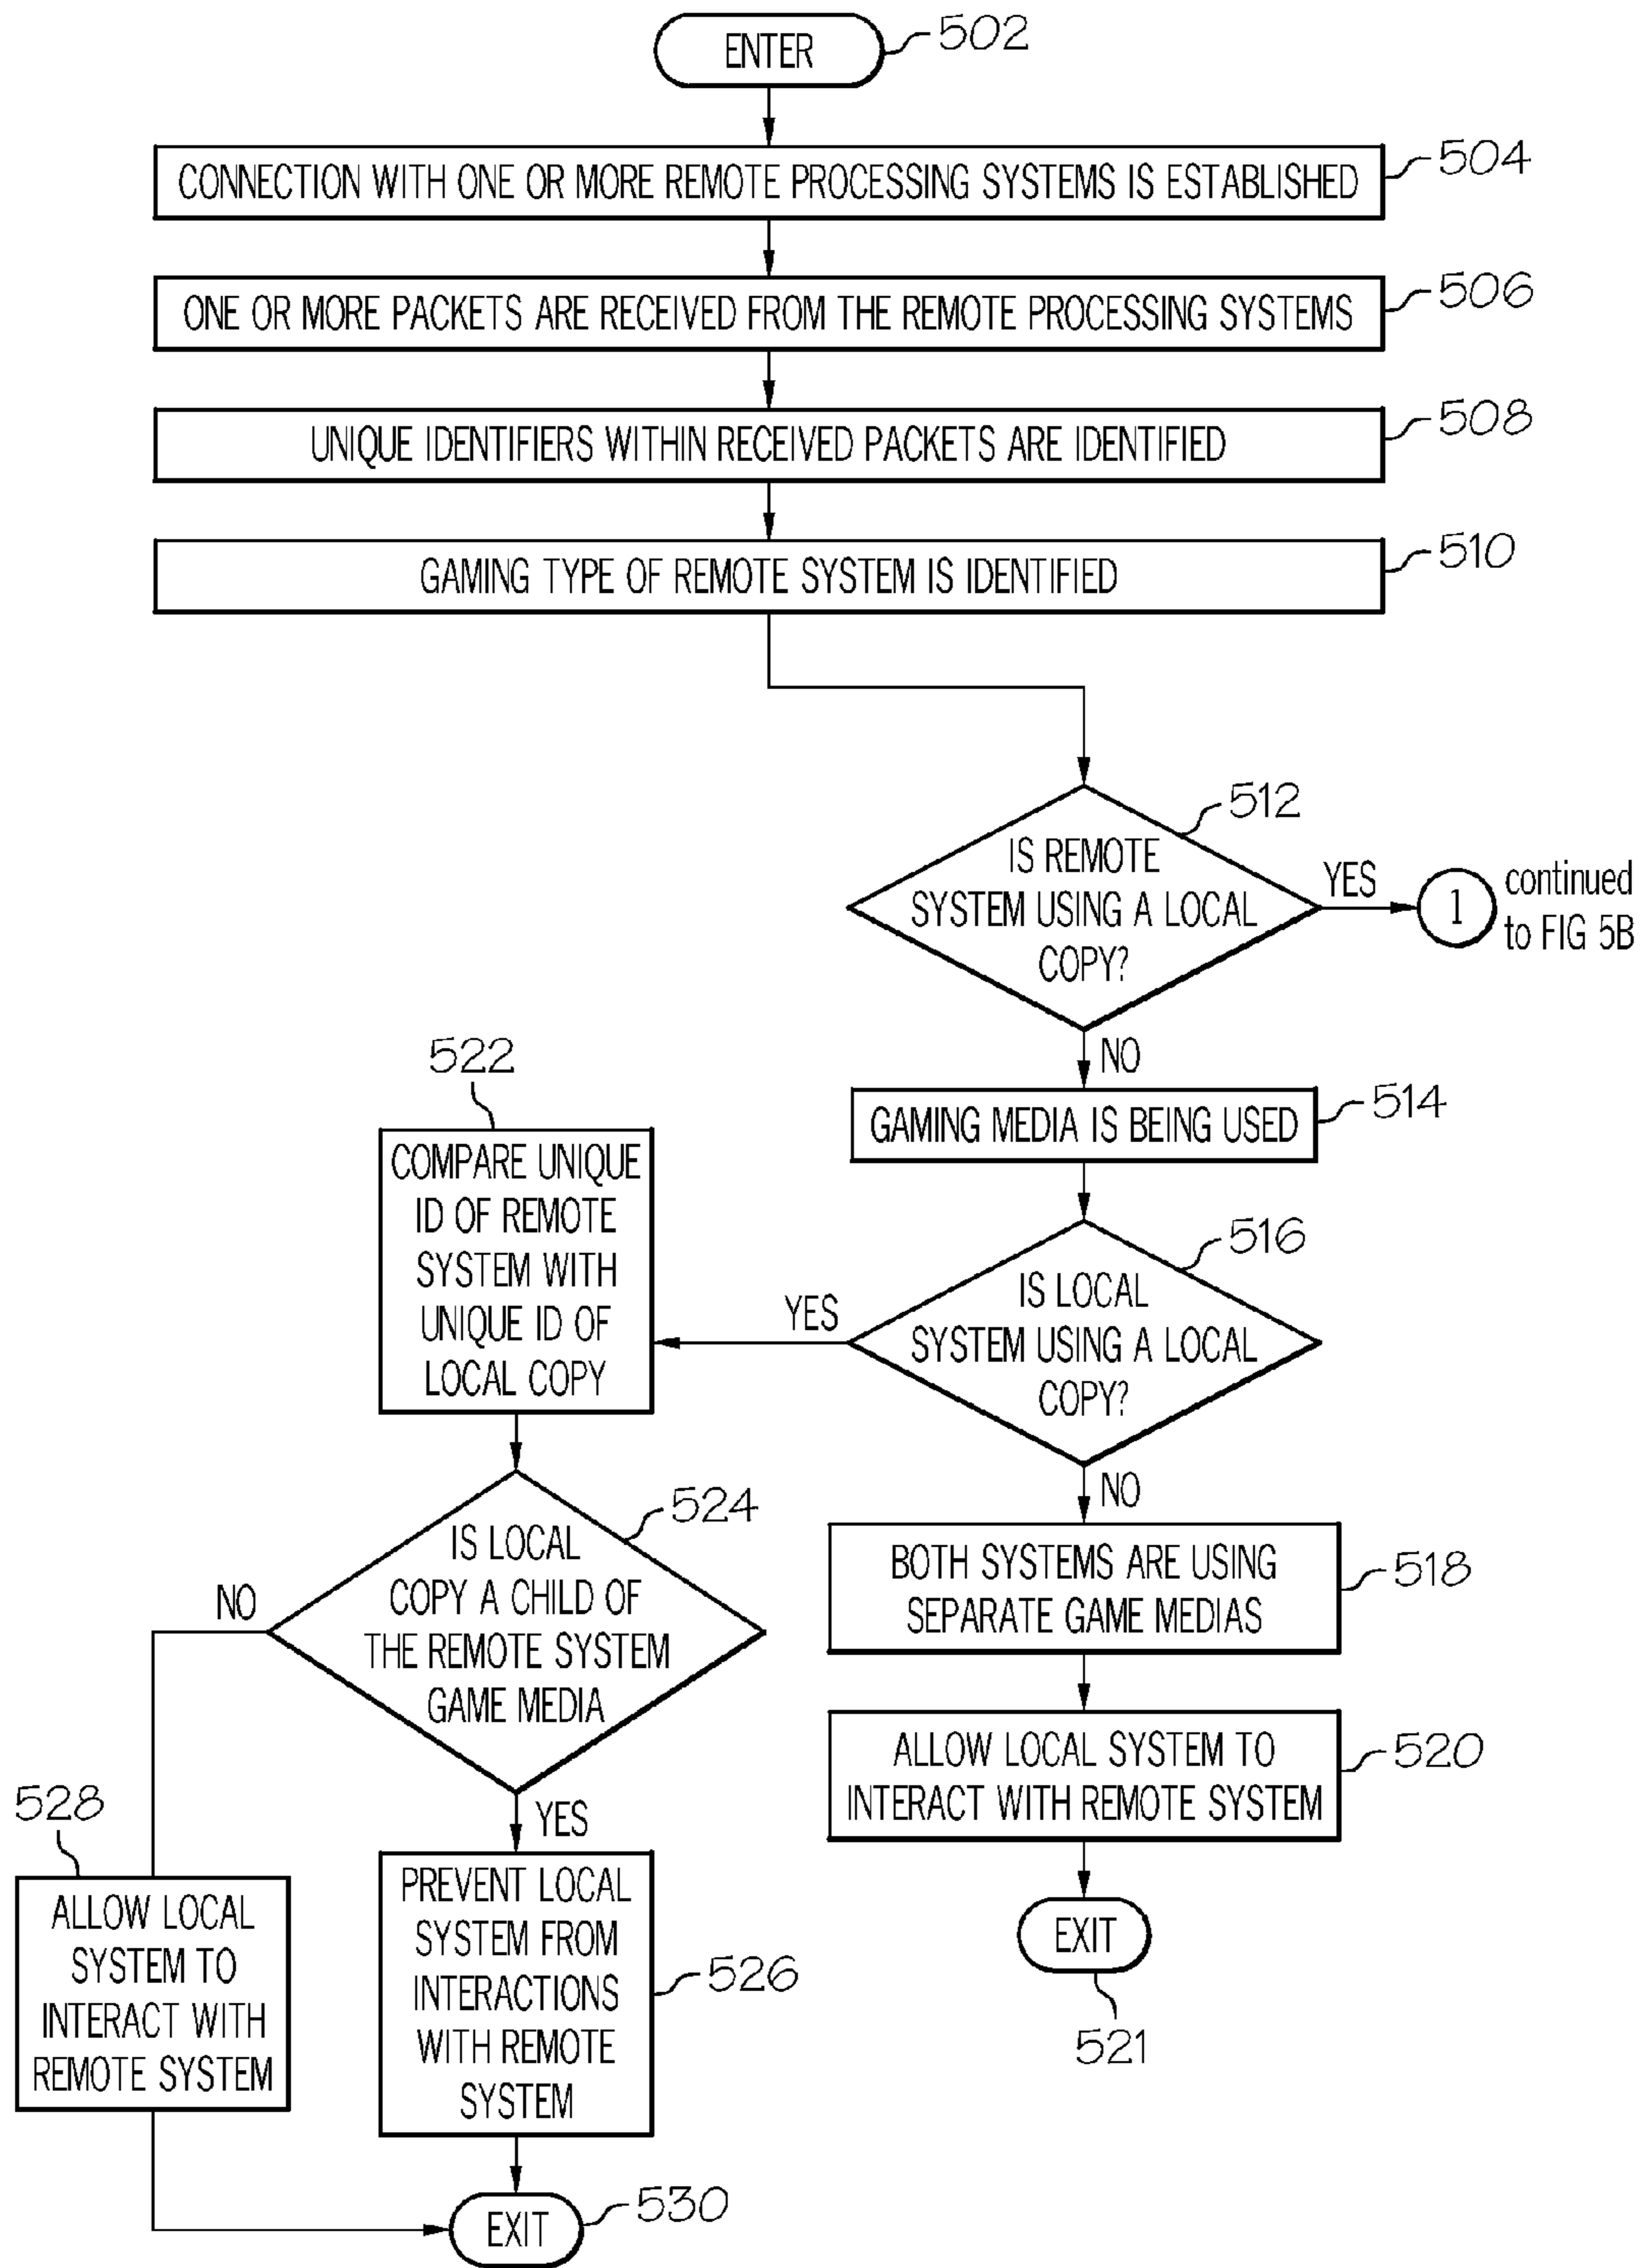 ENTER
502
CONNECTION WITH ONE OR MORE REMOTE PROCESSING SYSTEMS IS ESTABLISHED
504
ONE OR MORE PACKETS ARE RECEIVED FROM THE REMOTE PROCESSING SYSTEMS
506
UNIQUE IDENTIFIERS WITHIN RECEIVED PACKETS ARE IDENTIFIED
508
GAMING TYPE OF REMOTE SYSTEM IS IDENTIFIED
510
512
IS REMOTE
SYSTEM USING A LOCAL
COPY?
YES
1
continued
to FIG 5B
NO
GAMING MEDIA IS BEING USED
514
516
IS LOCAL
SYSTEM USING A LOCAL
COPY?
YES
522
COMPARE UNIQUE
ID OF REMOTE
SYSTEM WITH
UNIQUE ID OF
LOCAL COPY
NO
BOTH SYSTEMS ARE USING
SEPARATE GAME MEDIAS
518
ALLOW LOCAL SYSTEM TO
INTERACT WITH REMOTE SYSTEM
520
EXIT
521
524
IS LOCAL
COPY A CHILD OF
THE REMOTE SYSTEM
GAME MEDIA
NO
YES
528
ALLOW LOCAL
SYSTEM TO
INTERACT WITH
REMOTE SYSTEM
PREVENT LOCAL
SYSTEM FROM
INTERACTIONS
WITH REMOTE
SYSTEM
526
EXIT
530